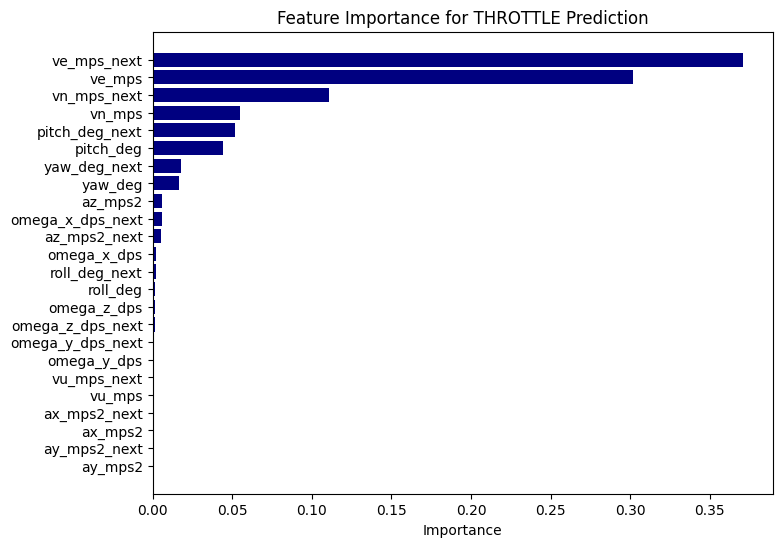 Feature Importance for THROTTLE Prediction
ve_mps_next
ve_mps
vn_mps_next
vn_mps
pitch_deg_next
pitch_deg
yaw_deg_next
yaw_deg
az_mps2
omega_x_dps_next
az_mps2_next
omega_x_dps
roll_deg_next
roll_deg
omega_z_dps
omega_z_dps_next
omega_y_dps_next
omega_y_dps
vu_mps_next
vu_mps
ax_mps2_next
ax_mps2
ay_mps2_next
ay_mps2
0.00 0.05 0.10 0.15 0.20 0.25 0.30 0.35
Importance